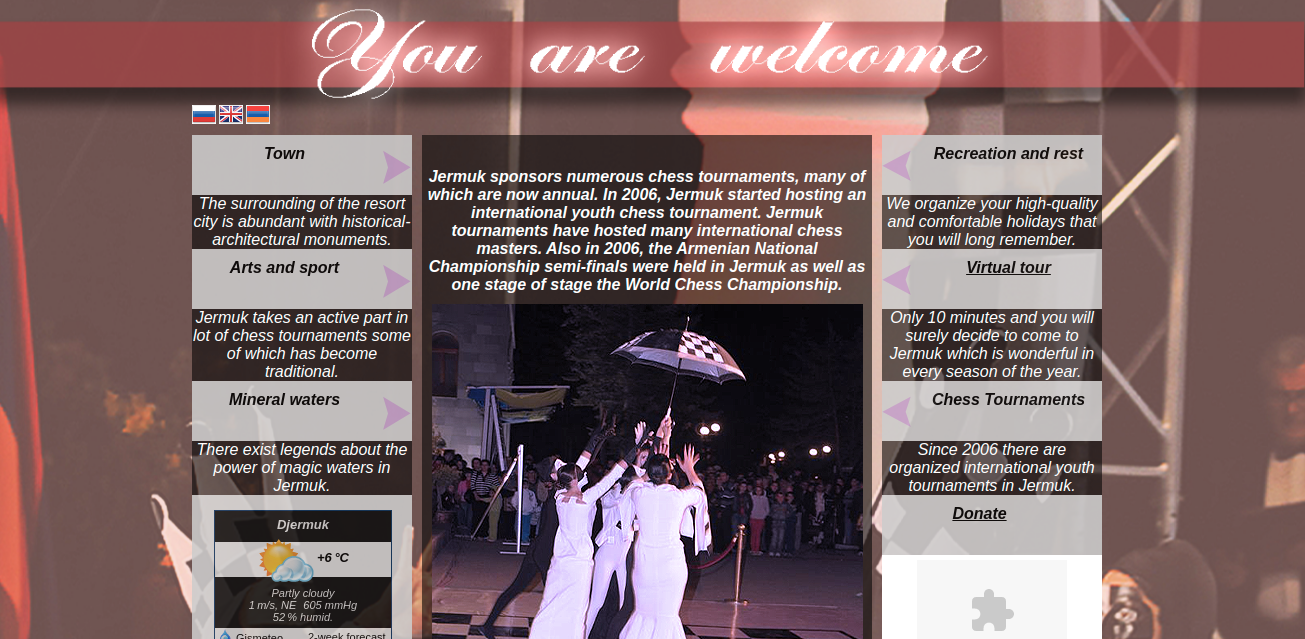 You are welcome
Town
The surrounding of the resort
city is abundant with historical-
architectural monuments.
Arts and sport
Jermuk takes an active part in
lot of chess tournaments some
of which has become
traditional.
Mineral waters
There exist legends about the
power of magic waters in
Jermuk.
Djermuk
+6 °C
Partly cloudy
1 m/s, NE 605 mmHg
52 % humid.
Gismeteo 2-week forecast
Jermuk sponsors numerous chess tournaments, many of
which are now annual. In 2006, Jermuk started hosting an
international youth chess tournament. Jermuk
tournaments have hosted many international chess
masters. Also in 2006, the Armenian National
Championship semi-finals were held in Jermuk as well as
one stage of stage the World Chess Championship.
Recreation and rest
We organize your high-quality
and comfortable holidays that
you will long remember.
Virtual tour
Only 10 minutes and you will
surely decide to come to
Jermuk which is wonderful in
every season of the year.
Chess Tournaments
Since 2006 there are
organized international youth
tournaments in Jermuk.
Donate